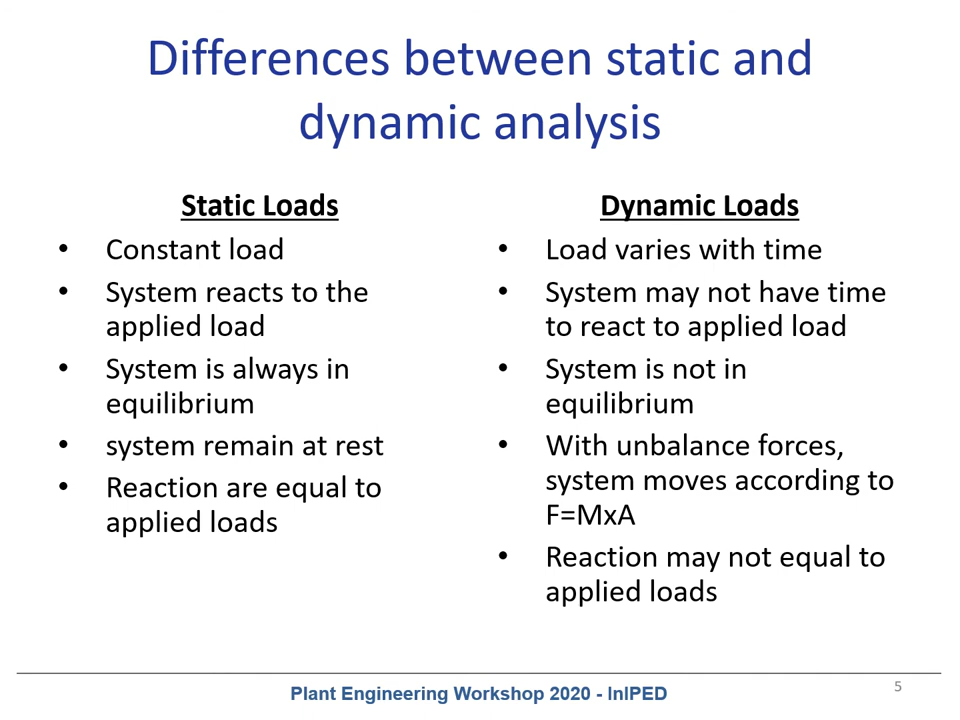 Differences between static and
dynamic analysis
Static Loads
• Constant load
• System reacts to the
applied load
• System is always in
equilibrium
• system remain at rest
• Reaction are equal to
applied loads
Dynamic Loads
• Load varies with time
• System may not have time
to react to applied load
• System is not in
equilibrium
• With unbalance forces,
system moves according to
F=MxA
• Reaction may not equal to
applied loads
Plant Engineering Workshop 2020 - InIPED
5